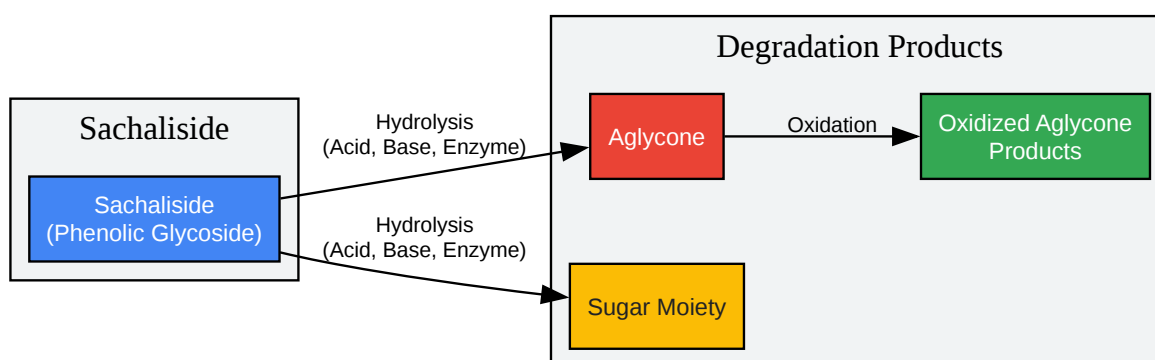 Degradation Products
Sachaliside
Sachaliside
(Phenolic Glycoside)
Hydrolysis
(Acid, Base, Enzyme)
Hydrolysis
(Acid, Base, Enzyme)
Aglycone
Oxidation
Oxidized Aglycone
Products
Sugar Moiety